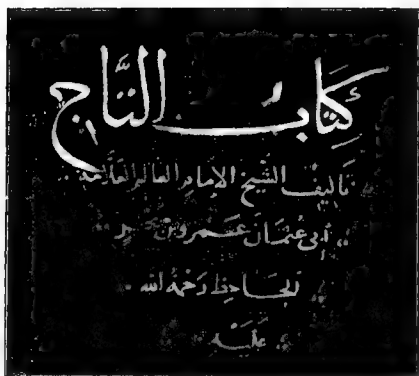 كتاب التاج
تأليف الشيخ الإمام العالم العلامة
أبي عثمان عمرو بن بحر
الجاحظ رحمة الله
عليه